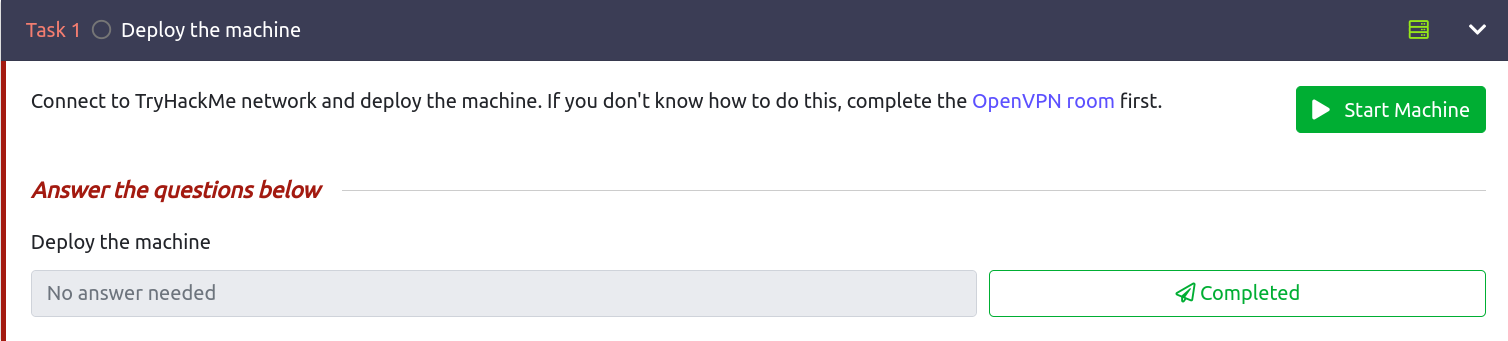 Task 1 Deploy the machine
Connect to TryHackMe network and deploy the machine. If you don't know how to do this, complete the OpenVPN room first.
Start Machine
Answer the questions below
Deploy the machine
No answer needed
Completed